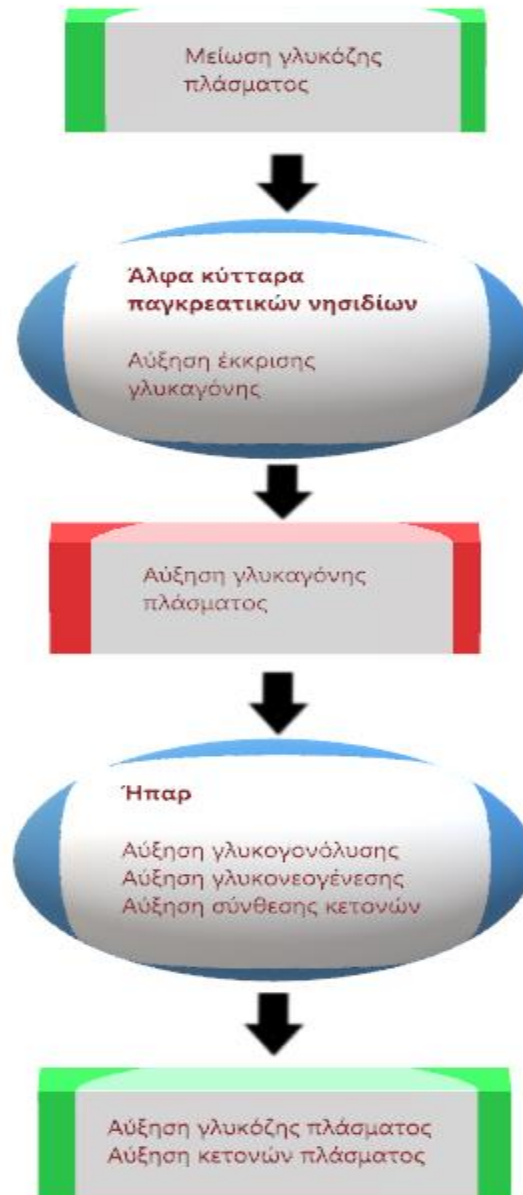 Μείωση γλυκόζης
πλάσματος
Άλφα κύτταρα
παγκρεατικών νησιδίων
Αύξηση έκκρισης
γλυκαγόνης
Αύξηση γλυκαγόνης
πλάσματος
Ήπαρ
Αύξηση γλυκογονόλυσης
Αύξηση γλυκονεογένεσης
Αύξηση σύνθεσης κετονών
Αύξηση γλυκόζης πλάσματος
Αύξηση κετονών πλάσματος